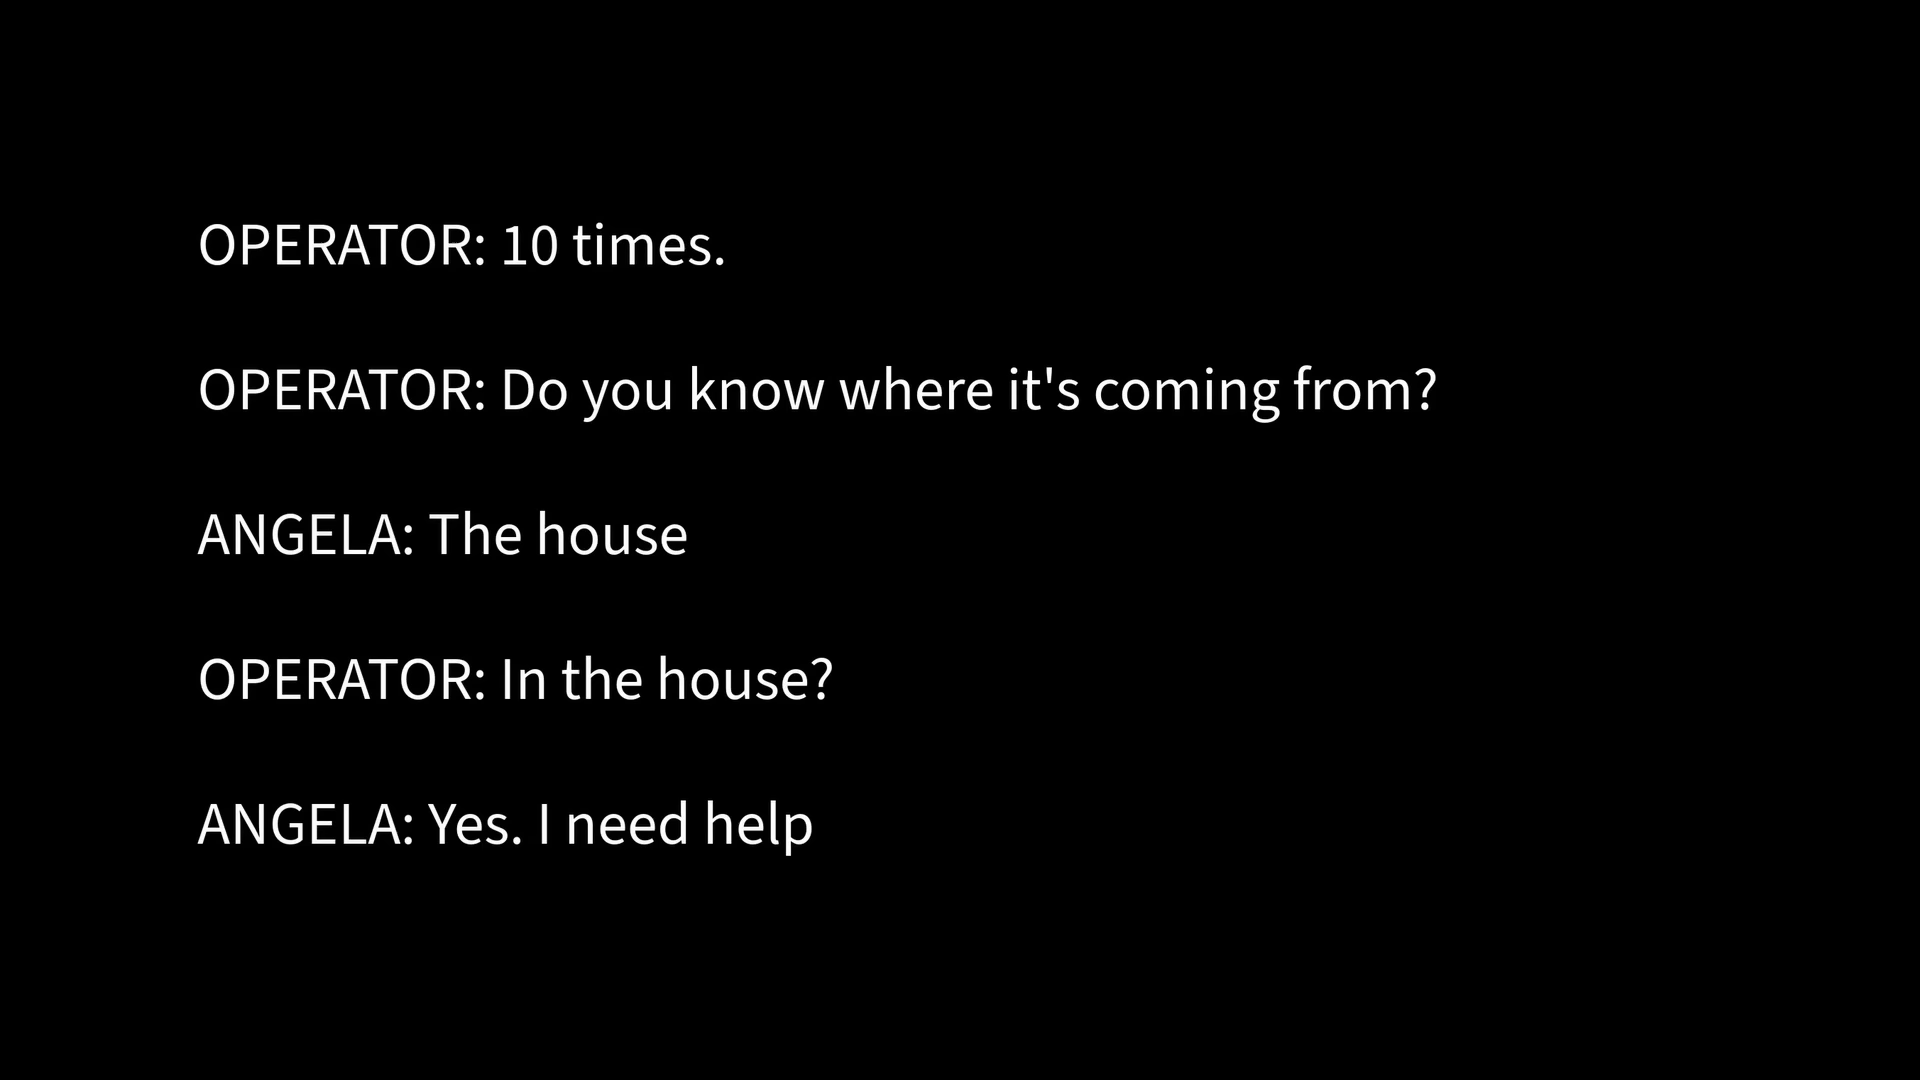 OPERATOR: 10 times.
OPERATOR: Do you know where it's coming from?
ANGELA: The house
OPERATOR: In the house?
ANGELA: Yes. I need help